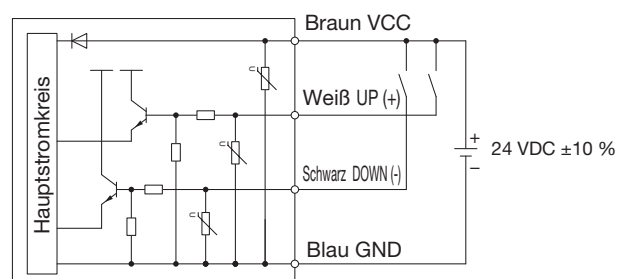 Braun VCC
Hauptstromkreis
Weiß UP (+)
Schwarz DOWN (-)
Blau GND
+
24 VDC ±10 %
−
U
U
U